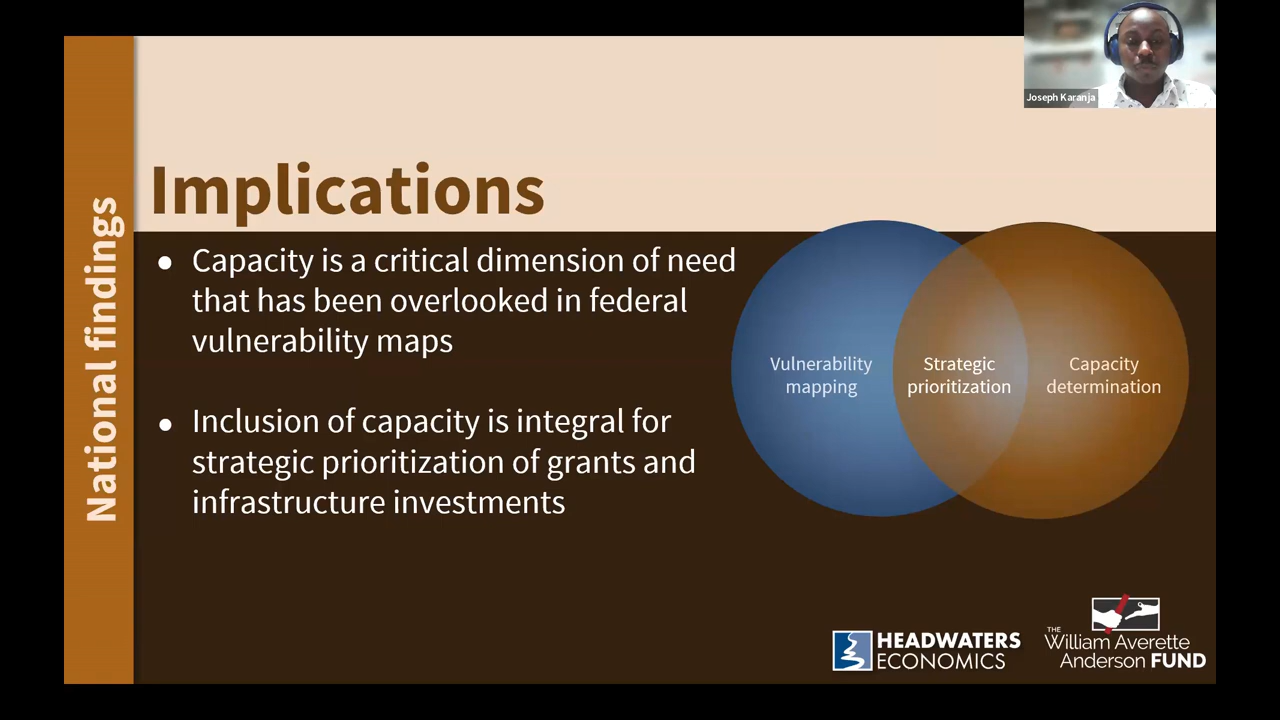 Joseph Karanja
National findings
Implications
● Capacity is a critical dimension of need
that has been overlooked in federal
vulnerability maps
● Inclusion of capacity is integral for
strategic prioritization of grants and
infrastructure investments
Vulnerability
mapping
Strategic
prioritization
Capacity
determination
HEADWATERS
ECONOMICS
THE
William Averette
Anderson FUND